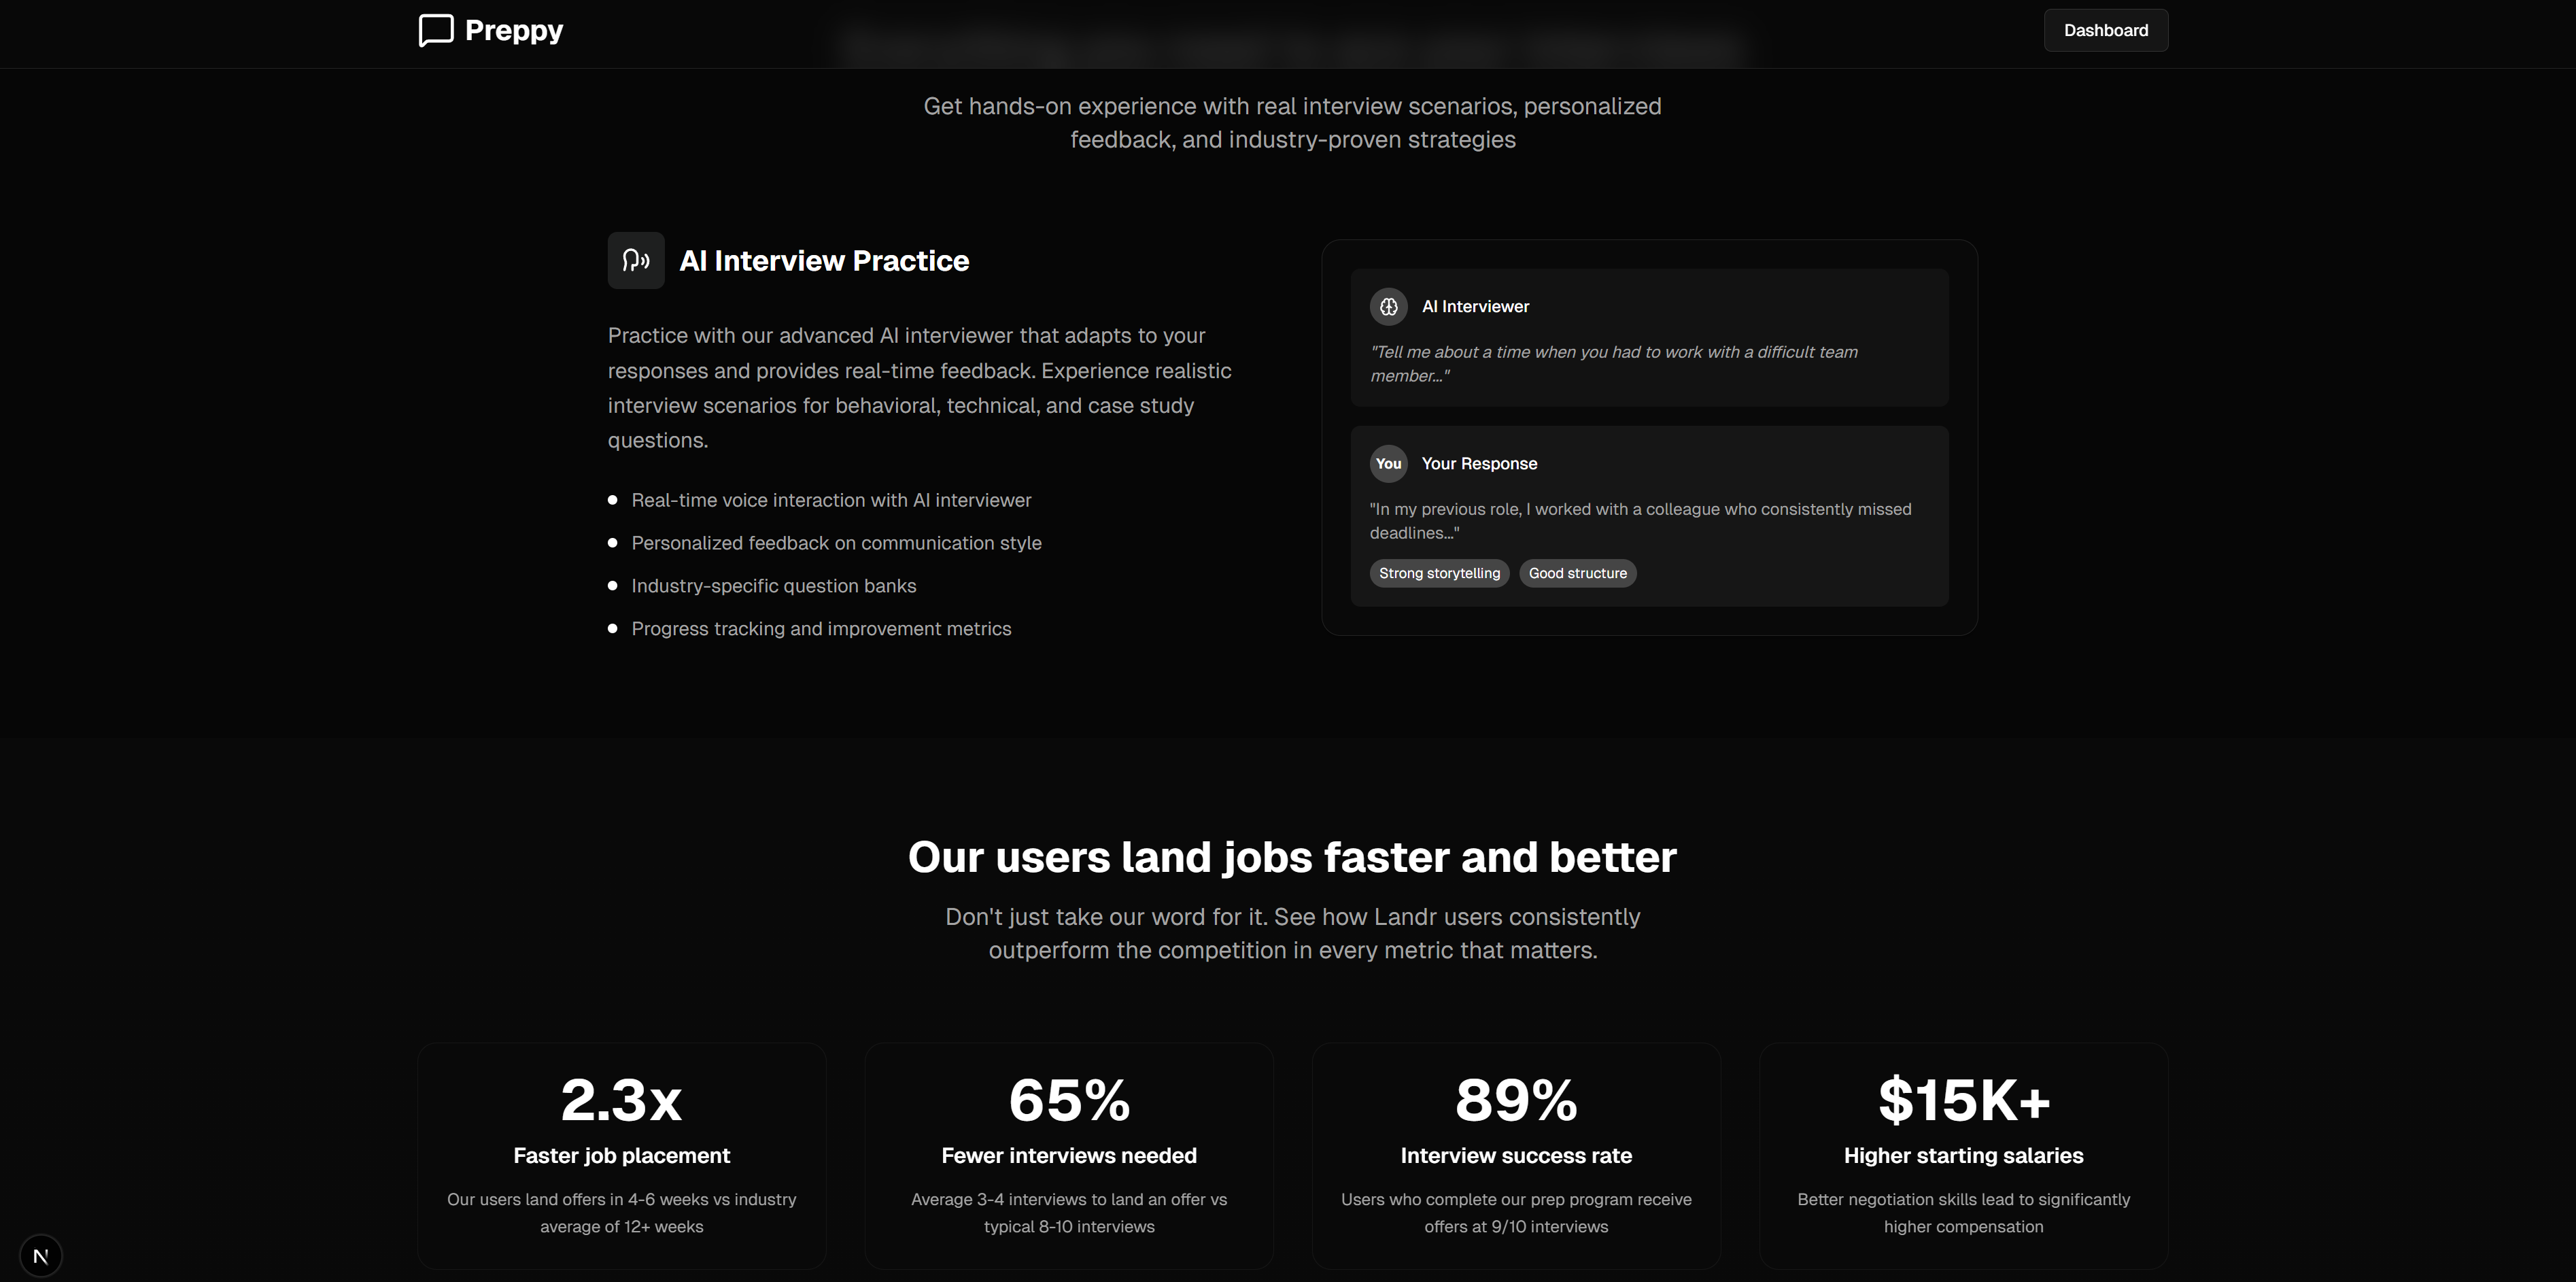 Preppy
Dashboard
Get hands-on experience with real interview scenarios, personalized
feedback, and industry-proven strategies
AI Interview Practice
Practice with our advanced AI interviewer that adapts to your
responses and provides real-time feedback. Experience realistic
interview scenarios for behavioral, technical, and case study
questions.
Real-time voice interaction with AI interviewer
Personalized feedback on communication style
Industry-specific question banks
Progress tracking and improvement metrics
AI Interviewer
"Tell me about a time when you had to work with a difficult team
member..."
You
Your Response
"In my previous role, I worked with a colleague who consistently missed
deadlines..."
Strong storytelling
Good structure
Our users land jobs faster and better
Don't just take our word for it. See how Landr users consistently
outperform the competition in every metric that matters.
2.3x
Faster job placement
Our users land offers in 4-6 weeks vs industry
average of 12+ weeks
65%
Fewer interviews needed
Average 3-4 interviews to land an offer vs
typical 8-10 interviews
89%
Interview success rate
Users who complete our prep program receive
offers at 9/10 interviews
$15K+
Higher starting salaries
Better negotiation skills lead to significantly
higher compensation
N